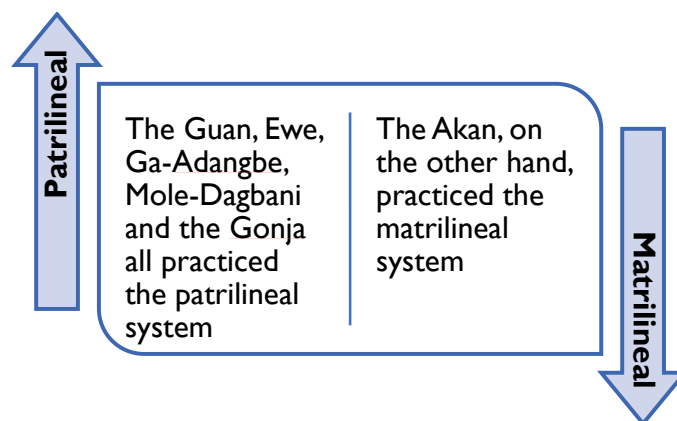 Patrilineal
The Guan, Ewe,
Ga-Adangbe,
Mole-Dagbani
and the Gonja
all practiced
the patrilineal
system
The Akan, on
the other hand,
practiced the
matrilineal
system
Matrilineal